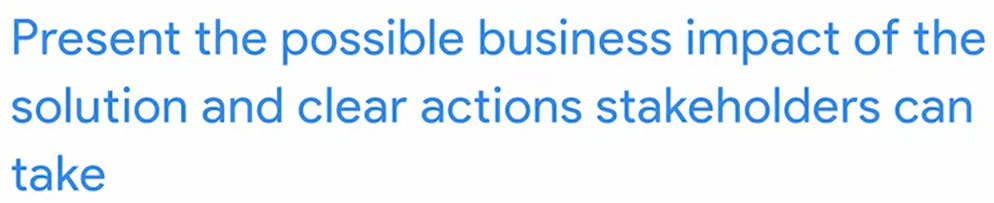 Present the possible business impact of the
solution and clear actions stakeholders can
take